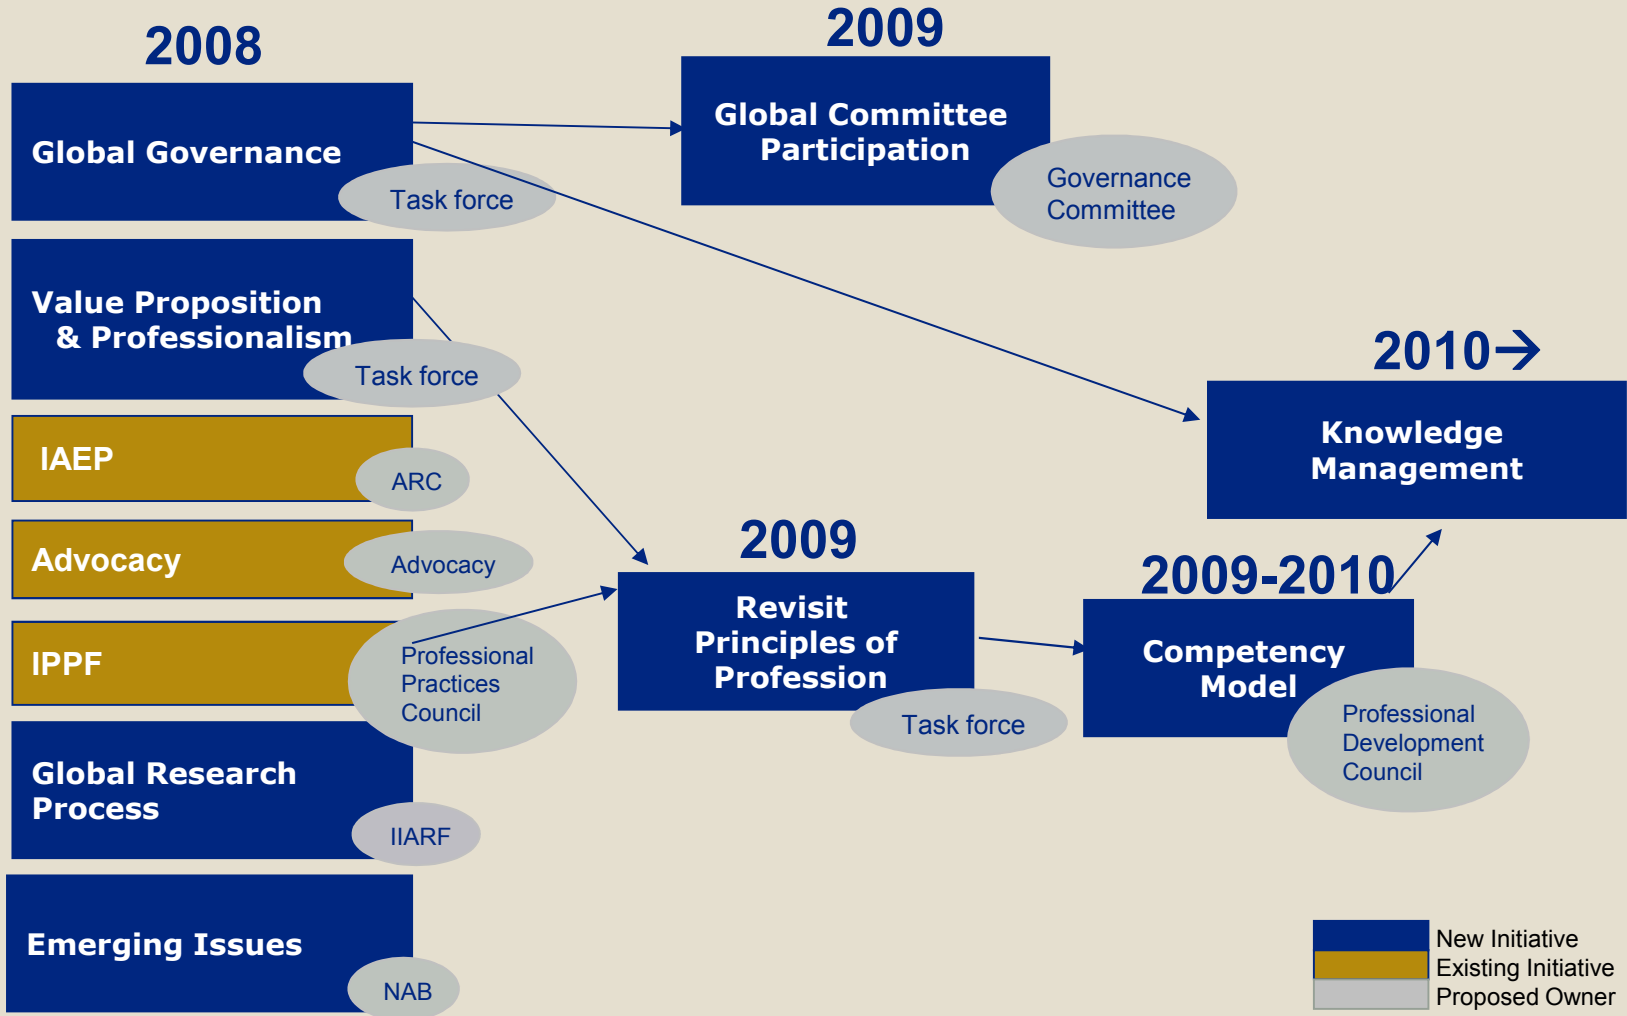 2008
Global Governance
Task force
Value Proposition
& Professionalism
Task force
IAEP
ARC
Advocacy
Advocacy
IPPF
Professional
Practices
Council
Global Research
Process
IIARF
Emerging Issues
NAB
2009
Global Committee
Participation
Governance
Committee
2009
Revisit
Principles of
Profession
Task force
2009-2010
Competency
Model
Professional
Development
Council
2010→
Knowledge
Management
New Initiative
Existing Initiative
Proposed Owner